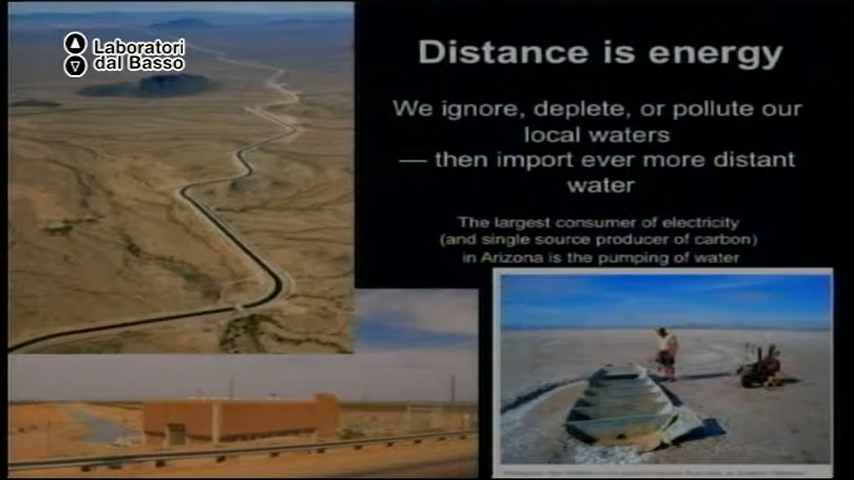 Laboratori
dal Basso
Distance is energy
We ignore, deplete, or pollute our
local waters
— then import ever more distant
water
The largest consumer of electricity
(and single source producer of carbon)
in Arizona is the pumping of water